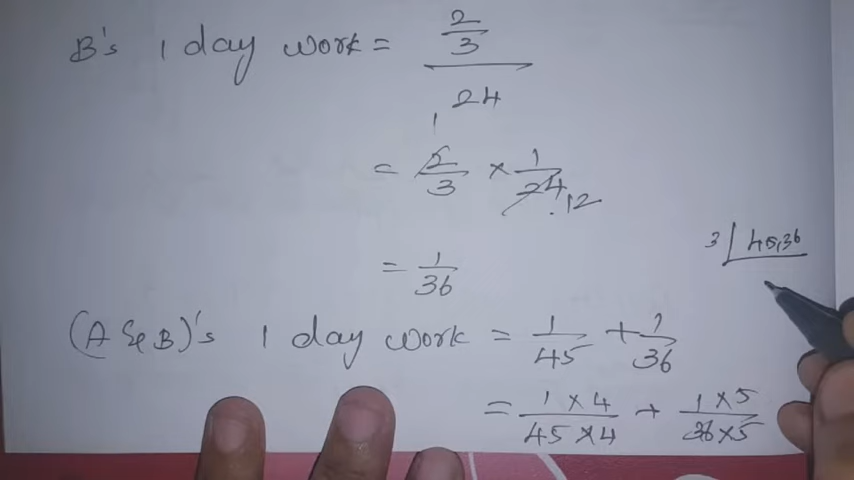 B's 1 day work = 2/3 / 24
= 2/3 × 1/24 1 12
= 1/36
3 | 45,36
(A & B)'s 1 day work = 1/45 + 1/36
= 1×4/45×4 + 1×5/36×5